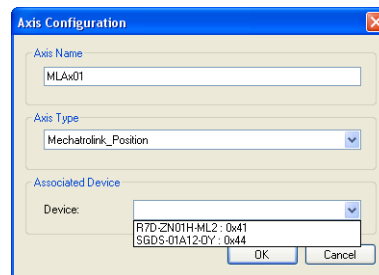 Axis Configuration
Axis Name
MLAx01
Axis Type
Mechatrolink_Position
Associated Device
Device:
R7D-ZN01H-ML2 : 0x41
SGDS-01A12-0Y : 0x44
OK Cancel